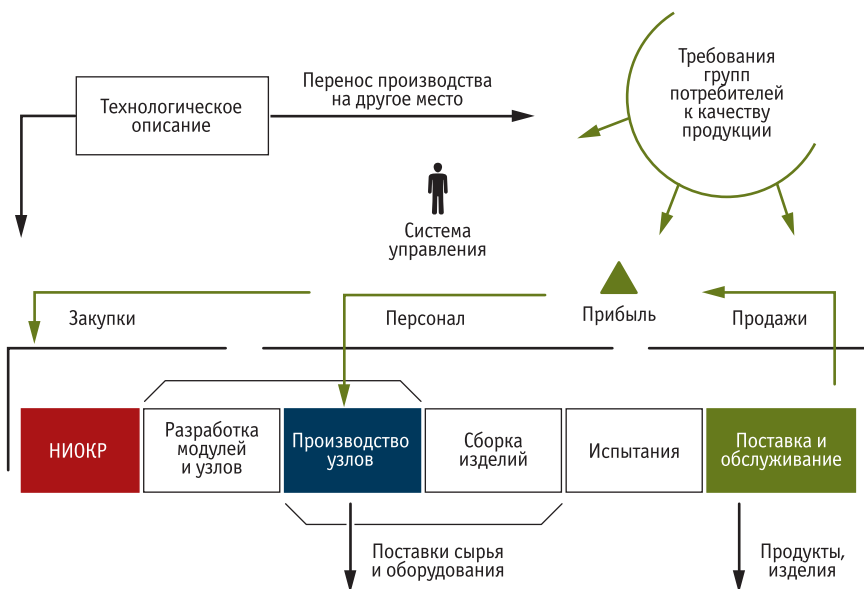 Технологическое
описание
Перенос производства
на другое место
Требования
групп
потребителей
к качеству
продукции
Система
управления
Закупки
Персонал
Прибыль
Продажи
НИОКР
Разработка
модулей
и узлов
Производство
узлов
Сборка
изделий
Испытания
Поставка и
обслуживание
Поставки сырья
и оборудования
Продукты,
изделия